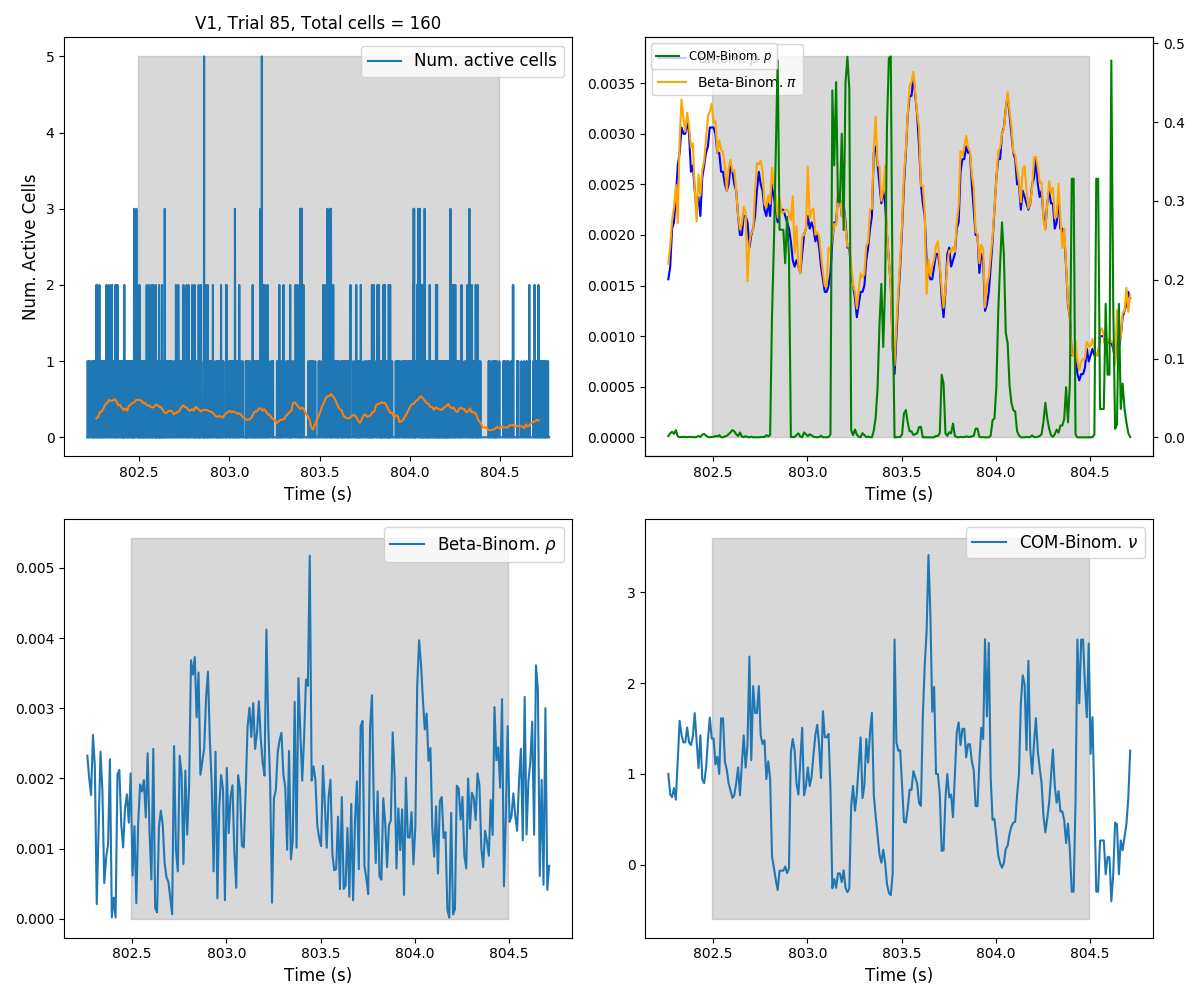 V1, Trial 85, Total cells = 160
Num. active cells
Num. Active Cells
5
4
3
2
1
0
802.5 803.0 803.5 804.0 804.5
Time (s)
COM-Binom. p
Beta-Binom. π
0.0035
0.0030
0.0025
0.0020
0.0015
0.0010
0.0005
0.0000
0.5
0.4
0.3
0.2
0.1
0.0
802.5 803.0 803.5 804.0 804.5
Time (s)
Beta-Binom. ρ
0.005
0.004
0.003
0.002
0.001
0.000
802.5 803.0 803.5 804.0 804.5
Time (s)
COM-Binom. ν
3
2
1
0
802.5 803.0 803.5 804.0 804.5
Time (s)